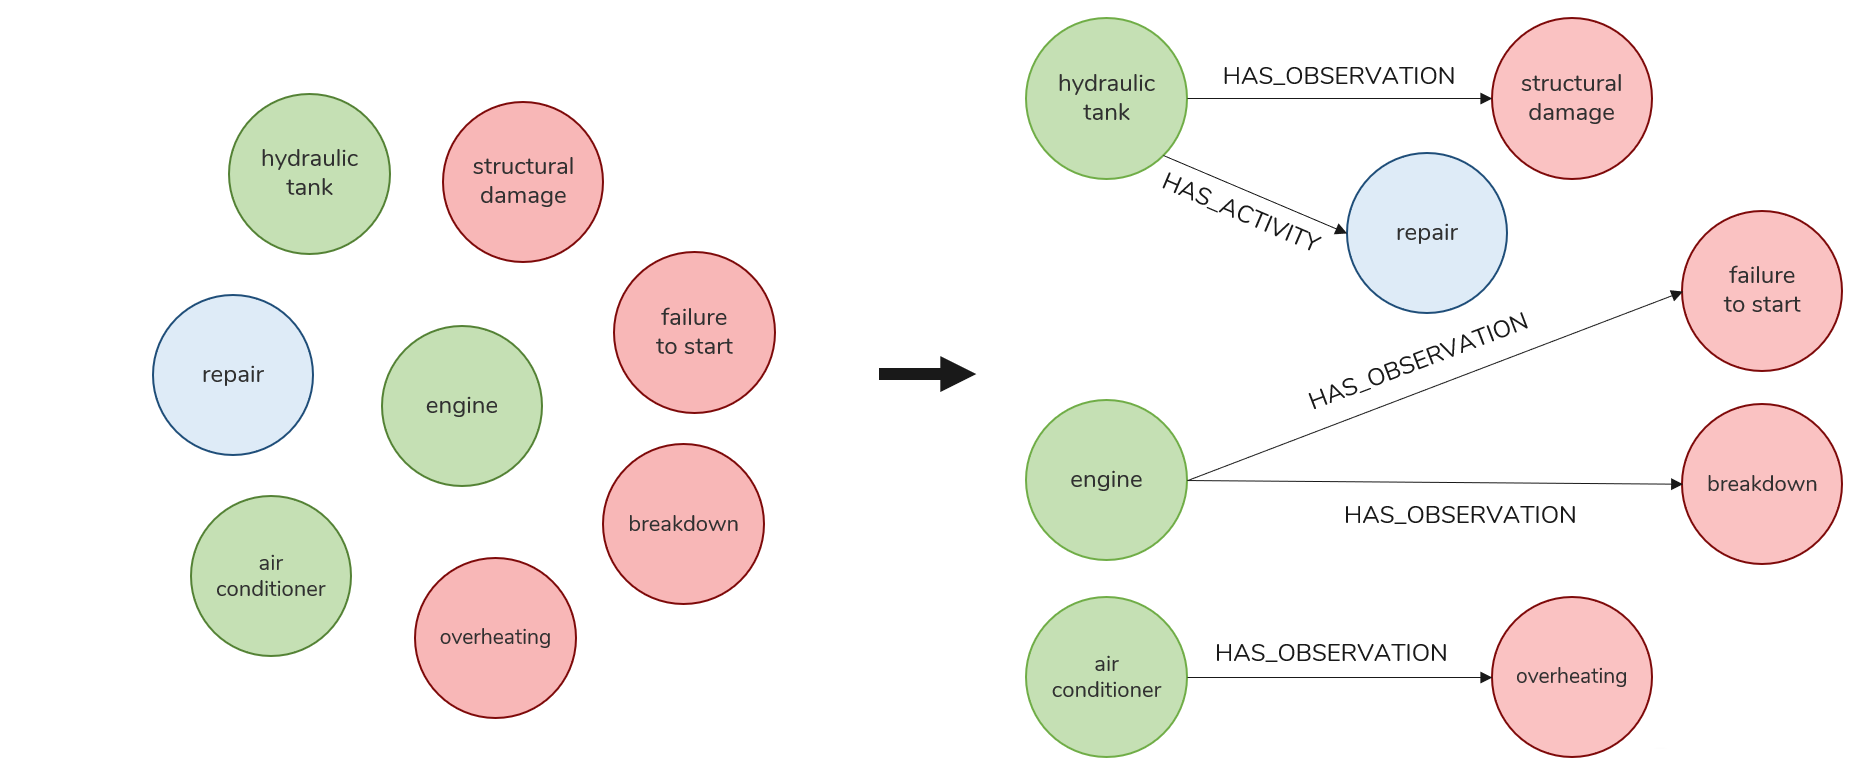 hydraulic
tank
structural
damage
failure
to start
repair
engine
breakdown
air
conditioner
overheating
hydraulic
tank
HAS_OBSERVATION
structural
damage
HAS_ACTIVITY
repair
failure
to start
HAS_OBSERVATION
engine
breakdown
HAS_OBSERVATION
air
conditioner
HAS_OBSERVATION
overheating